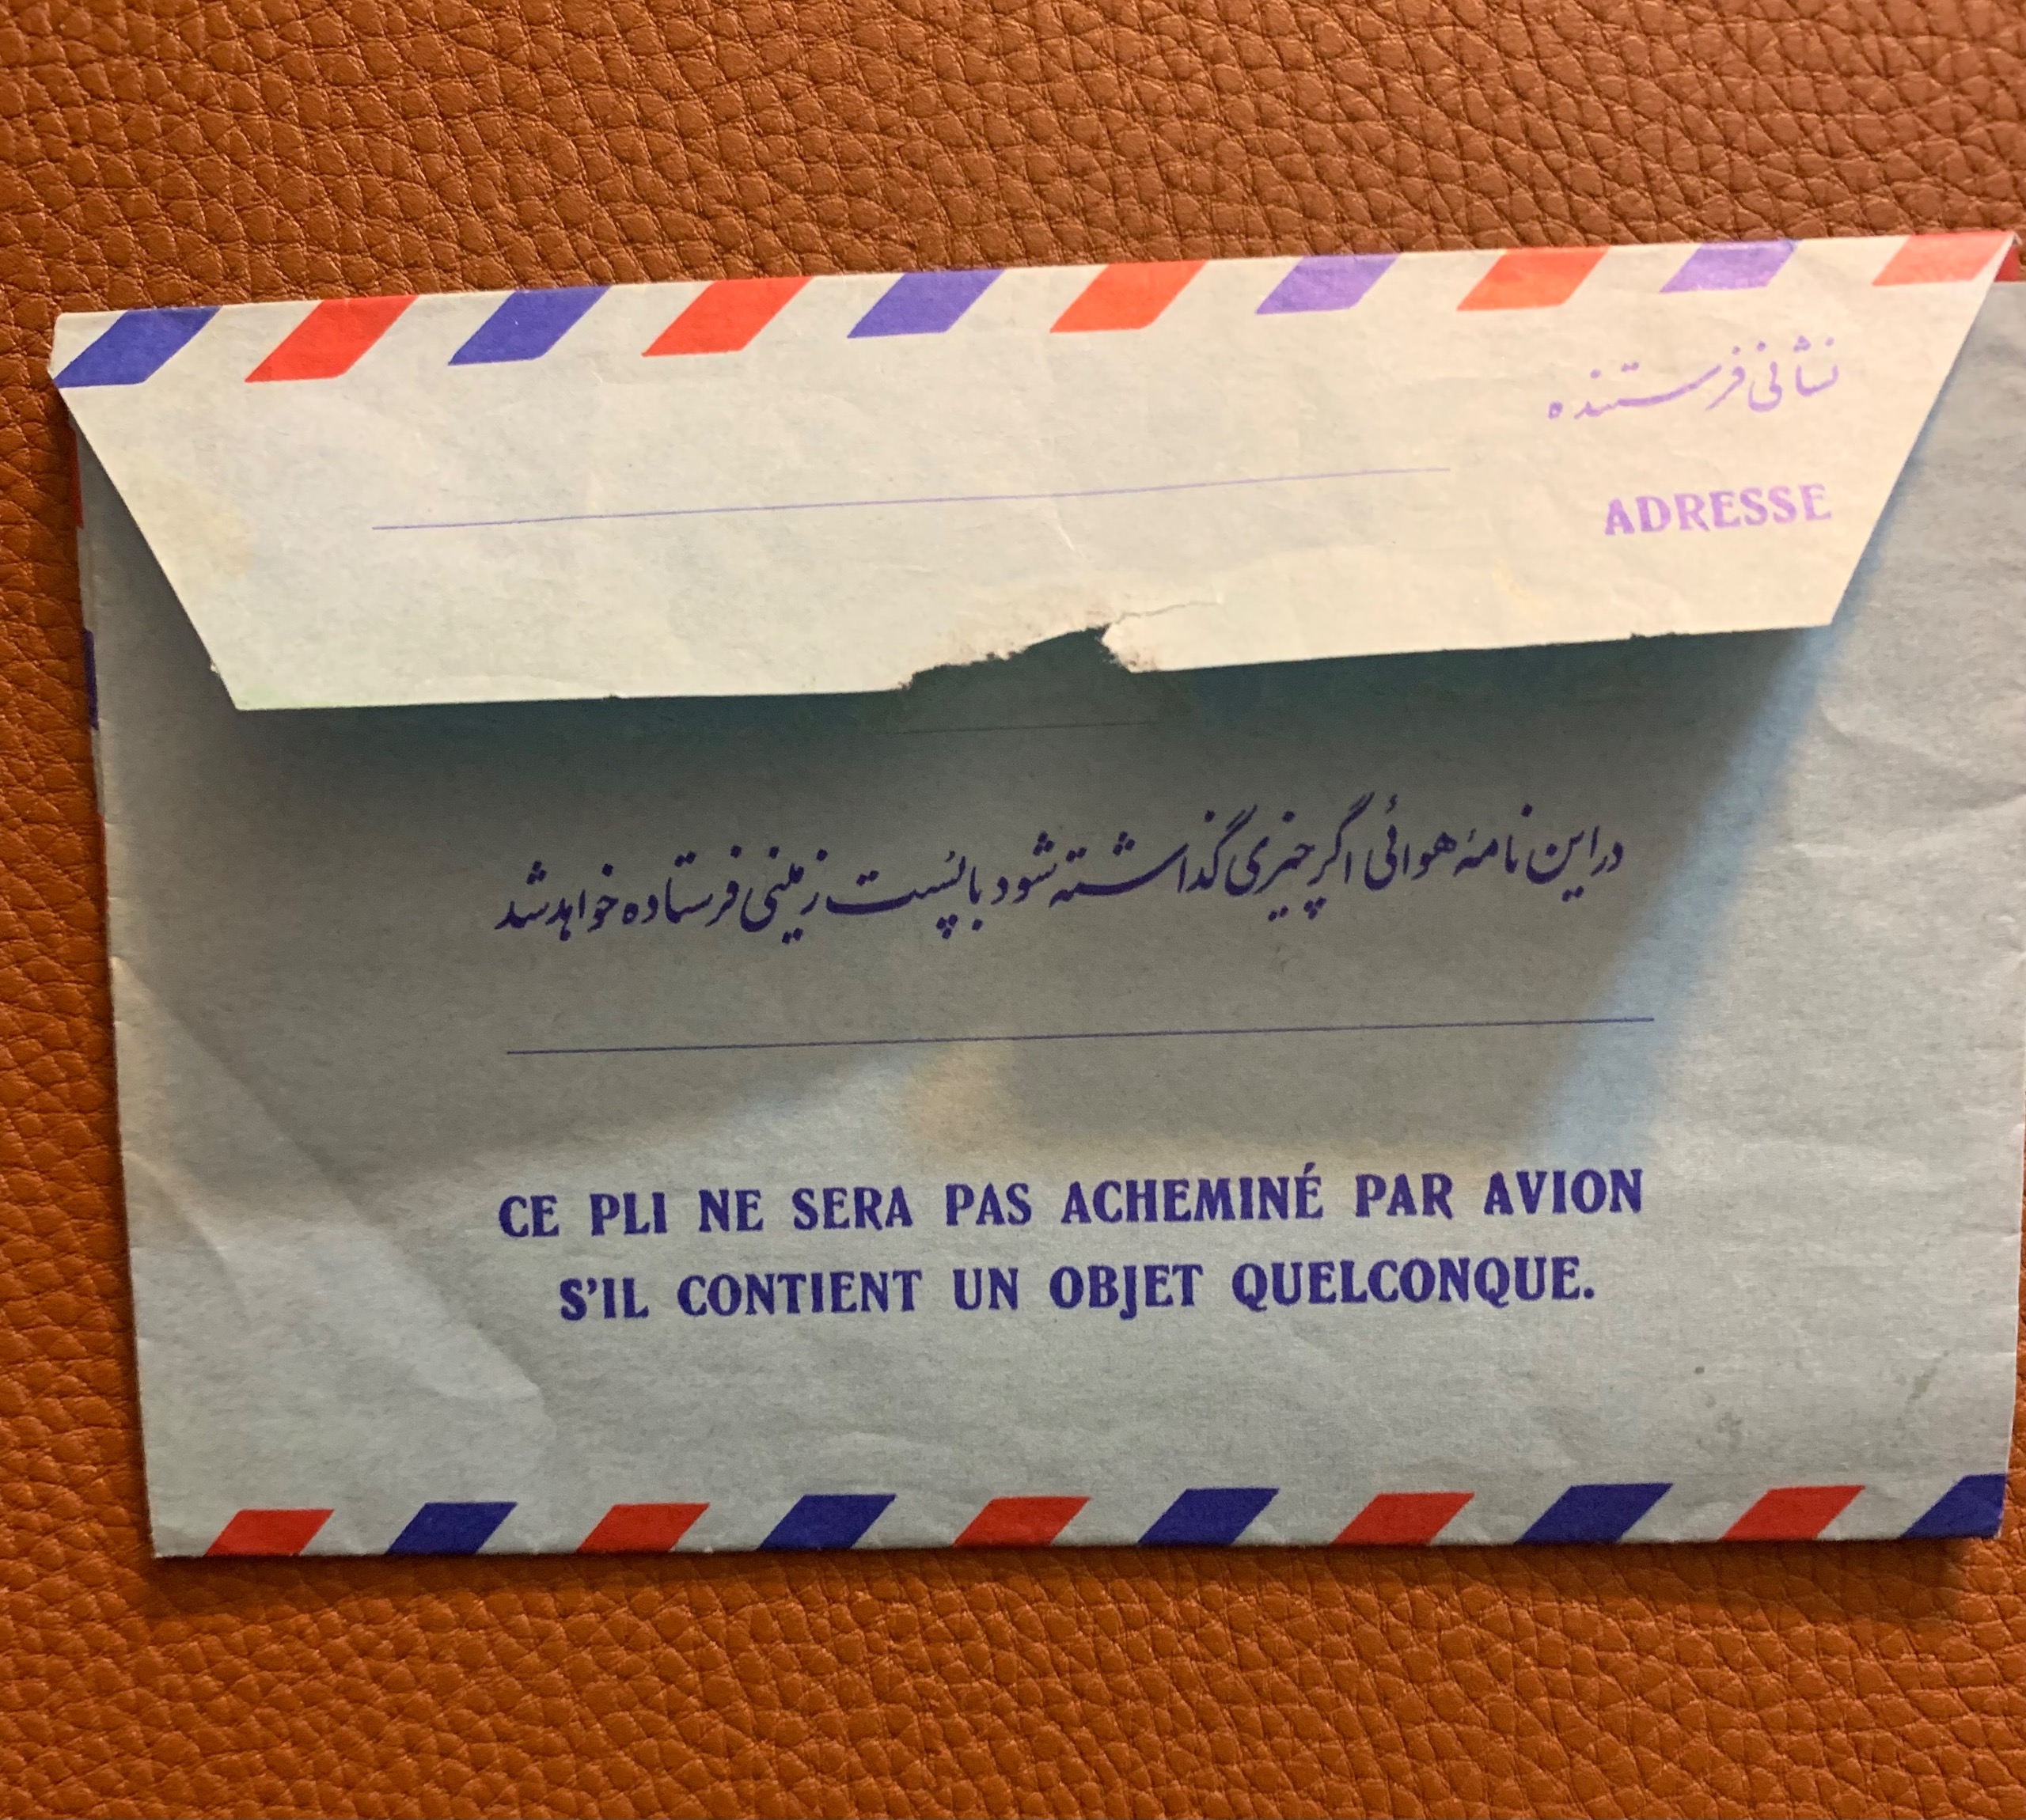 نشانی فرستنده
ADRESSE
در این نامهٔ هوائی اگر چیزی گذاشته شود با پست زمینی فرستاده خواهد شد
CE PLI NE SERA PAS ACHEMINÉ PAR AVION
S'IL CONTIENT UN OBJET QUELCONQUE.